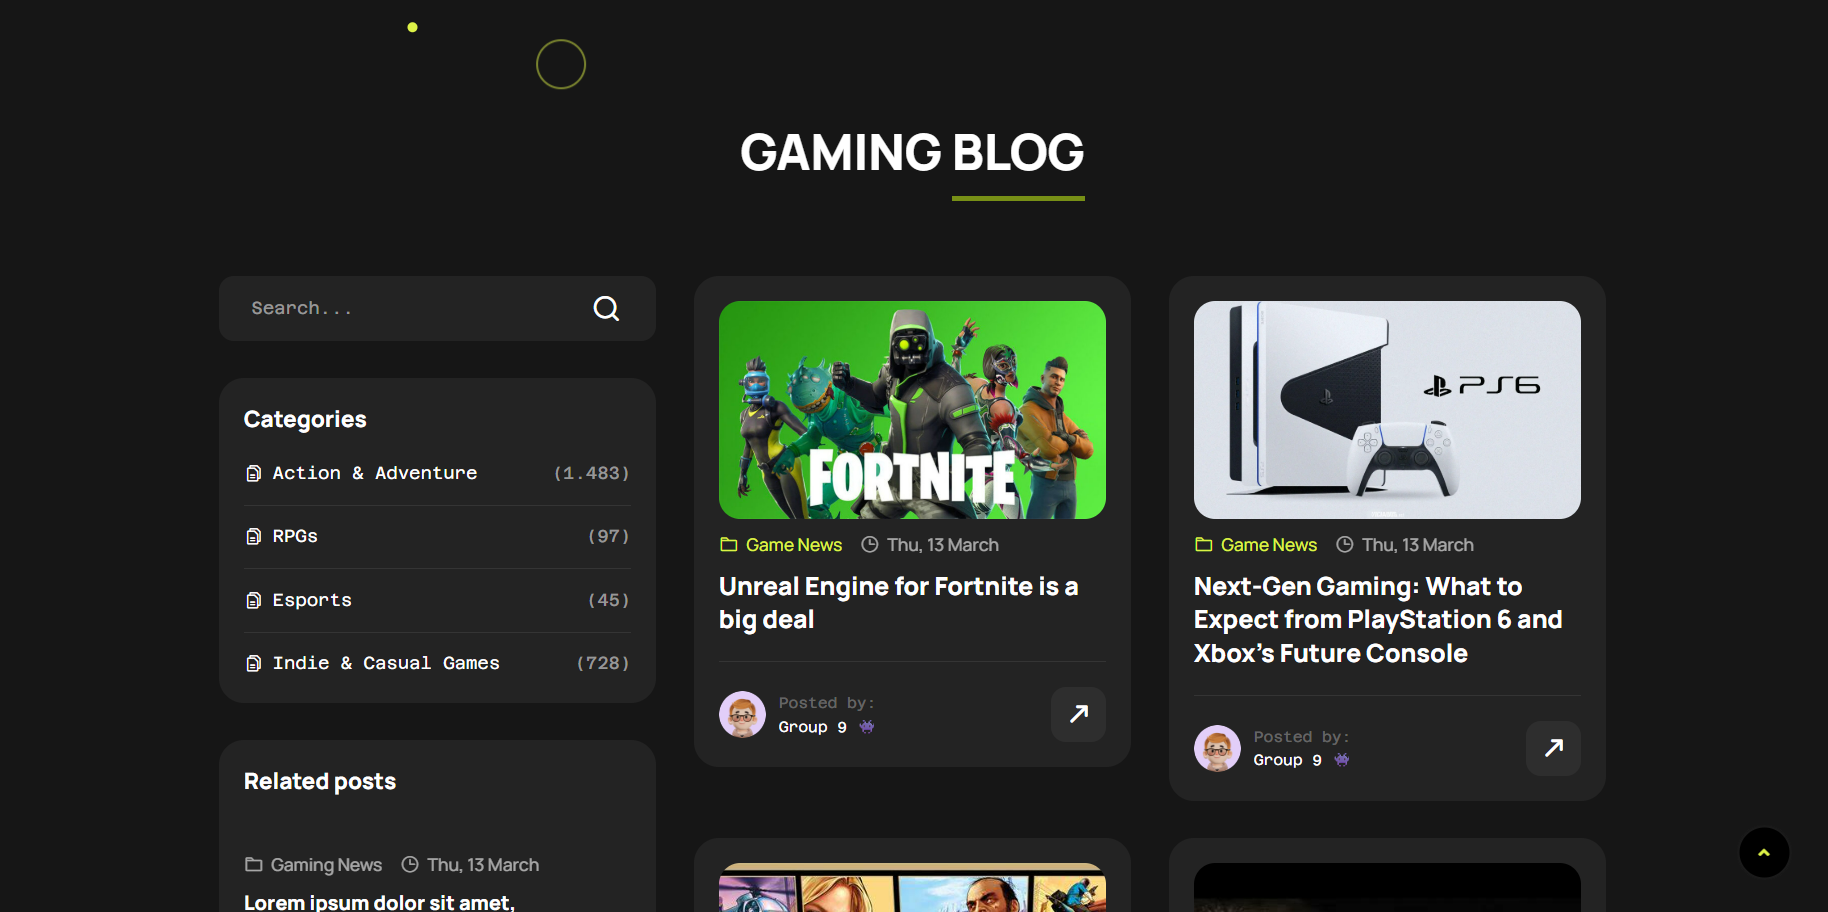 GAMING BLOG
Search...
Categories
Action & Adventure (1.483)
RPGs (97)
Esports (45)
Indie & Casual Games (728)
Related posts
Gaming News Thu, 13 March
Lorem ipsum dolor sit amet,
FORTNITE
Game News Thu, 13 March
Unreal Engine for Fortnite is a
big deal
Posted by:
Group 9
PS6
Game News Thu, 13 March
Next-Gen Gaming: What to
Expect from PlayStation 6 and
Xbox’s Future Console
Posted by:
Group 9